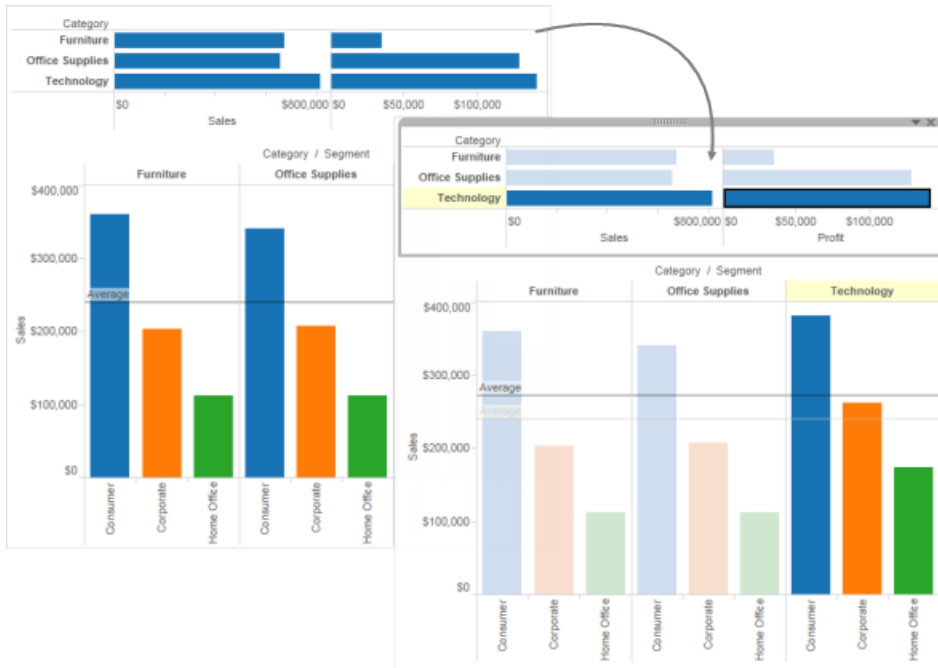 Category
Furniture
Office Supplies
Technology
$0 $800,000 $0 $50,000 $100,000
Sales
Category / Segment
Furniture Office Supplies
$400,000
$300,000
Average
$200,000
$100,000
$0
Sales
Consumer Corporate Home Office Consumer Corporate Home Office
Category
Furniture
Office Supplies
Technology
$0 $800,000 $0 $50,000 $100,000
Sales Profit
Category / Segment
Furniture Office Supplies Technology
$400,000
$300,000
Average
Average
$200,000
$100,000
$0
Sales
Consumer Corporate Home Office Consumer Corporate Home Office Consumer Corporate Home Office